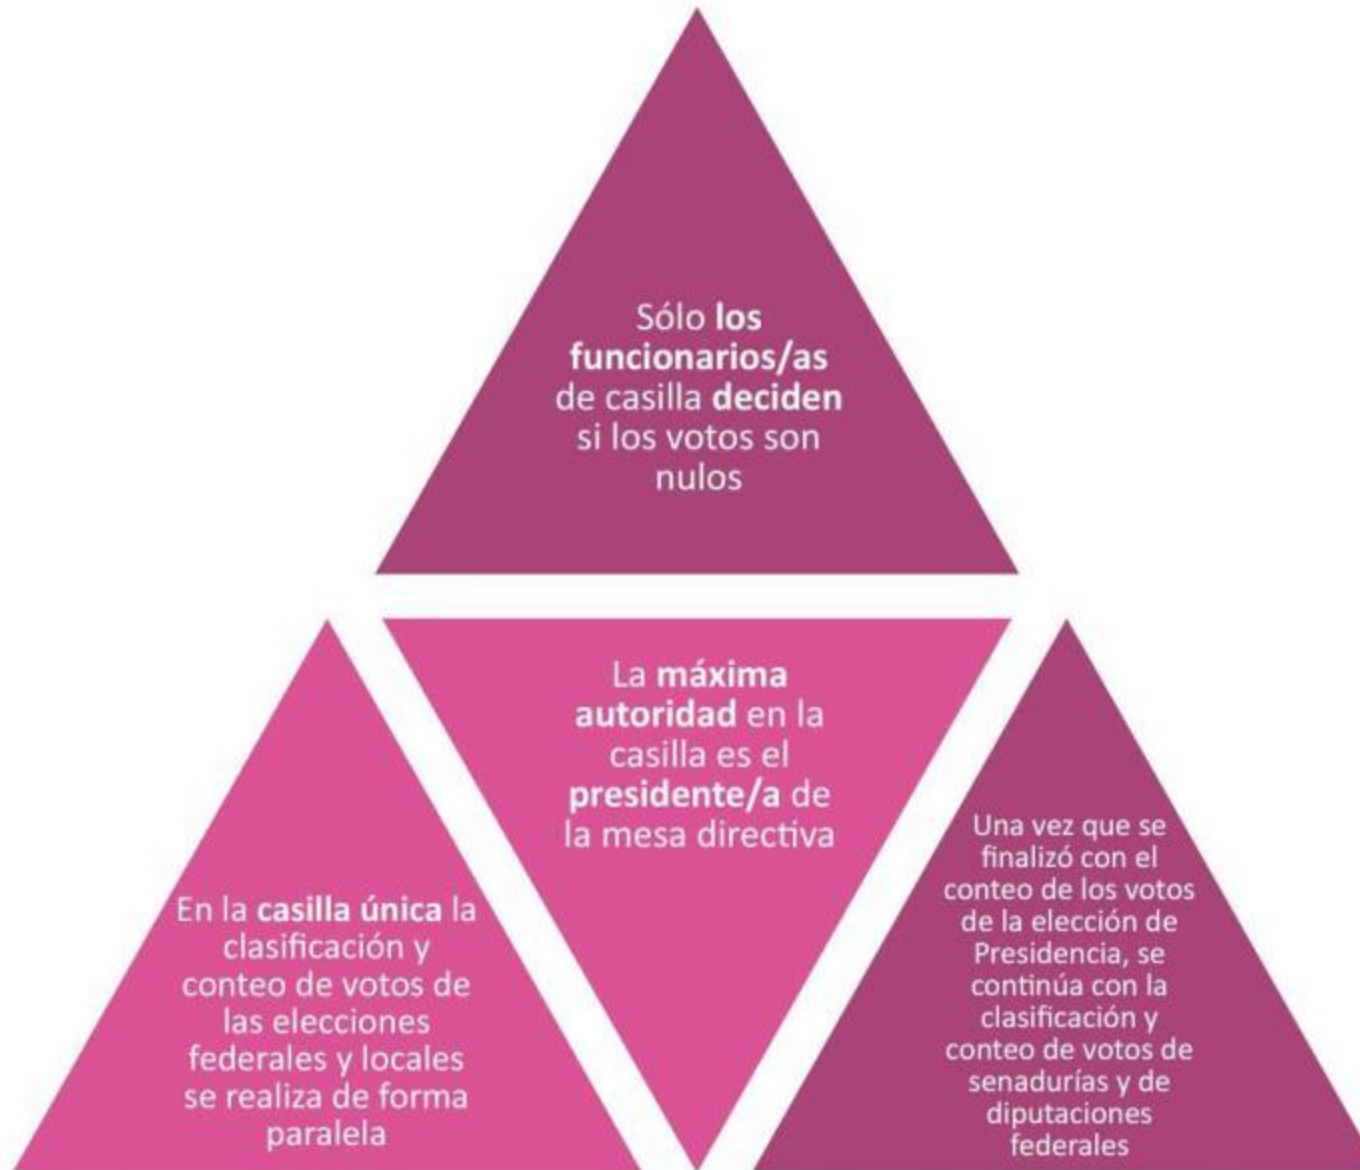 Sólo los
funcionarios/as
de casilla deciden
si los votos son
nulos
La máxima
autoridad en la
casilla es el
presidente/a de
la mesa directiva
En la casilla única la
clasificación y
conteo de votos de
las elecciones
federales y locales
se realiza de forma
paralela
Una vez que se
finalizó con el
conteo de los votos
de la elección de
Presidencia, se
continúa con la
clasificación y
conteo de votos de
senadurías y de
diputaciones
federales